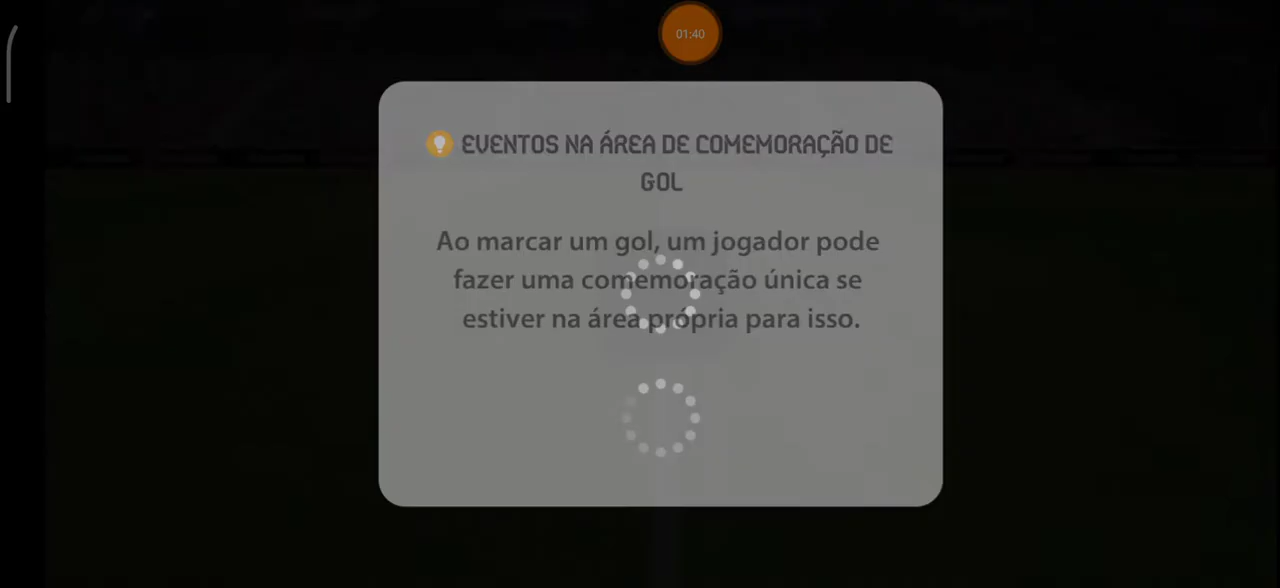 01:40
EVENTOS NA ÁREA DE COMEMORAÇÃO DE
GOL
Ao marcar um gol, um jogador pode
fazer uma comemoração única se
estiver na área própria para isso.